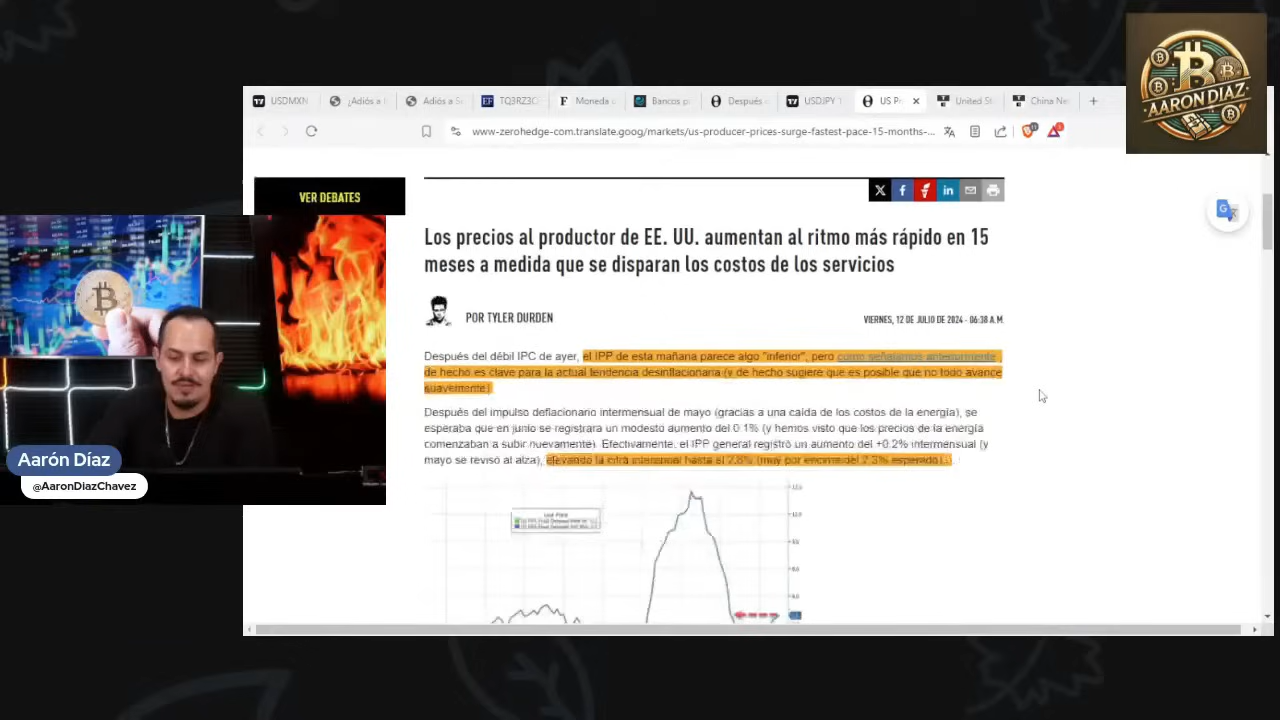 USDMXN
¿Adiós a l
Adiós a Se
TQ3RZ3C
Moneda d
Bancos p
Después d
USDJPY
US Pr
United St
China Ne
www-zerohedge-com.translate.goog/markets/us-producer-prices-surge-fastest-pace-15-months-...
AARON DIAZ
VER DEBATES
Los precios al productor de EE. UU. aumentan al ritmo más rápido en 15
meses a medida que se disparan los costos de los servicios
POR TYLER DURDEN
VIERNES, 12 DE JULIO DE 2024 - 06:38 A.M.
Después del débil IPC de ayer, el IPP de esta mañana parece algo "inferior", pero como señalamos anteriormente ,
de hecho es clave para la actual tendencia desinflacionaria (y de hecho sugiere que es posible que no todo avance
suavemente).
Después del impulso deflacionario intermensual de mayo (gracias a una caída de los costos de la energía), se
esperaba que en junio se registrara un modesto aumento del 0.1% (y hemos visto que los precios de la energía
comenzaban a subir nuevamente). Efectivamente, el IPP general registró un aumento del +0.2% intermensual (y
mayo se revisó al alza), elevando la cifra interanual hasta el 2.6% (muy por encima del 2.3% esperado)...
Aarón Díaz
@AaronDiazChavez